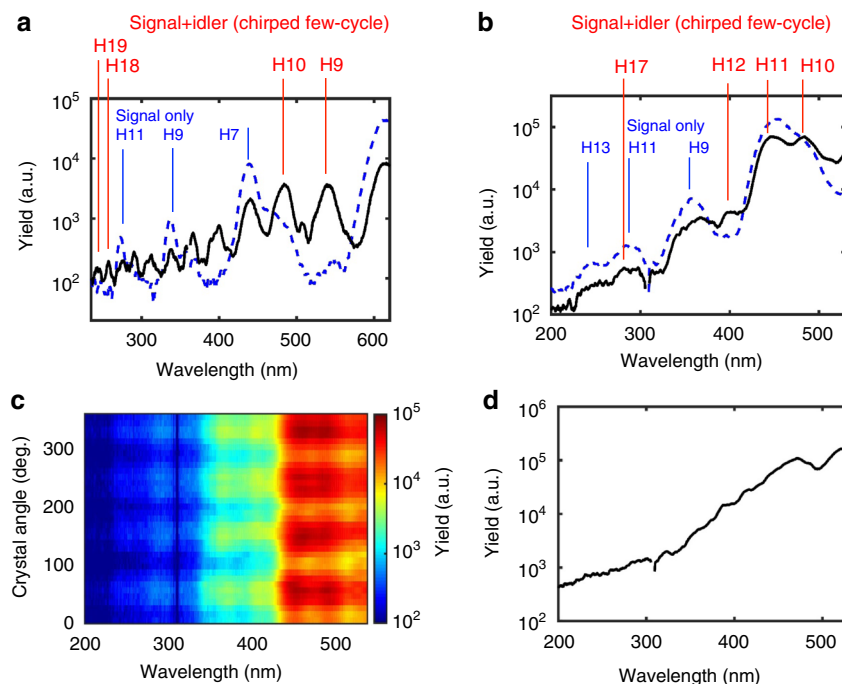 a
Signal+idler (chirped few-cycle)
H19
H18
H10
H9
Signal only
H11
H9
H7
10^5
10^4
10^3
10^2
Yield (a.u.)
300
400
500
600
Wavelength (nm)
b
Signal+idler (chirped few-cycle)
H17
H12
H11
H10
Signal only
H13
H11
H9
10^5
10^4
10^3
10^2
Yield (a.u.)
200
300
400
500
Wavelength (nm)
c
300
200
100
0
Crystal angle (deg.)
200
300
400
500
Wavelength (nm)
10^5
10^4
10^3
10^2
Yield (a.u.)
d
10^6
10^5
10^4
10^3
10^2
Yield (a.u.)
200
300
400
500
Wavelength (nm)